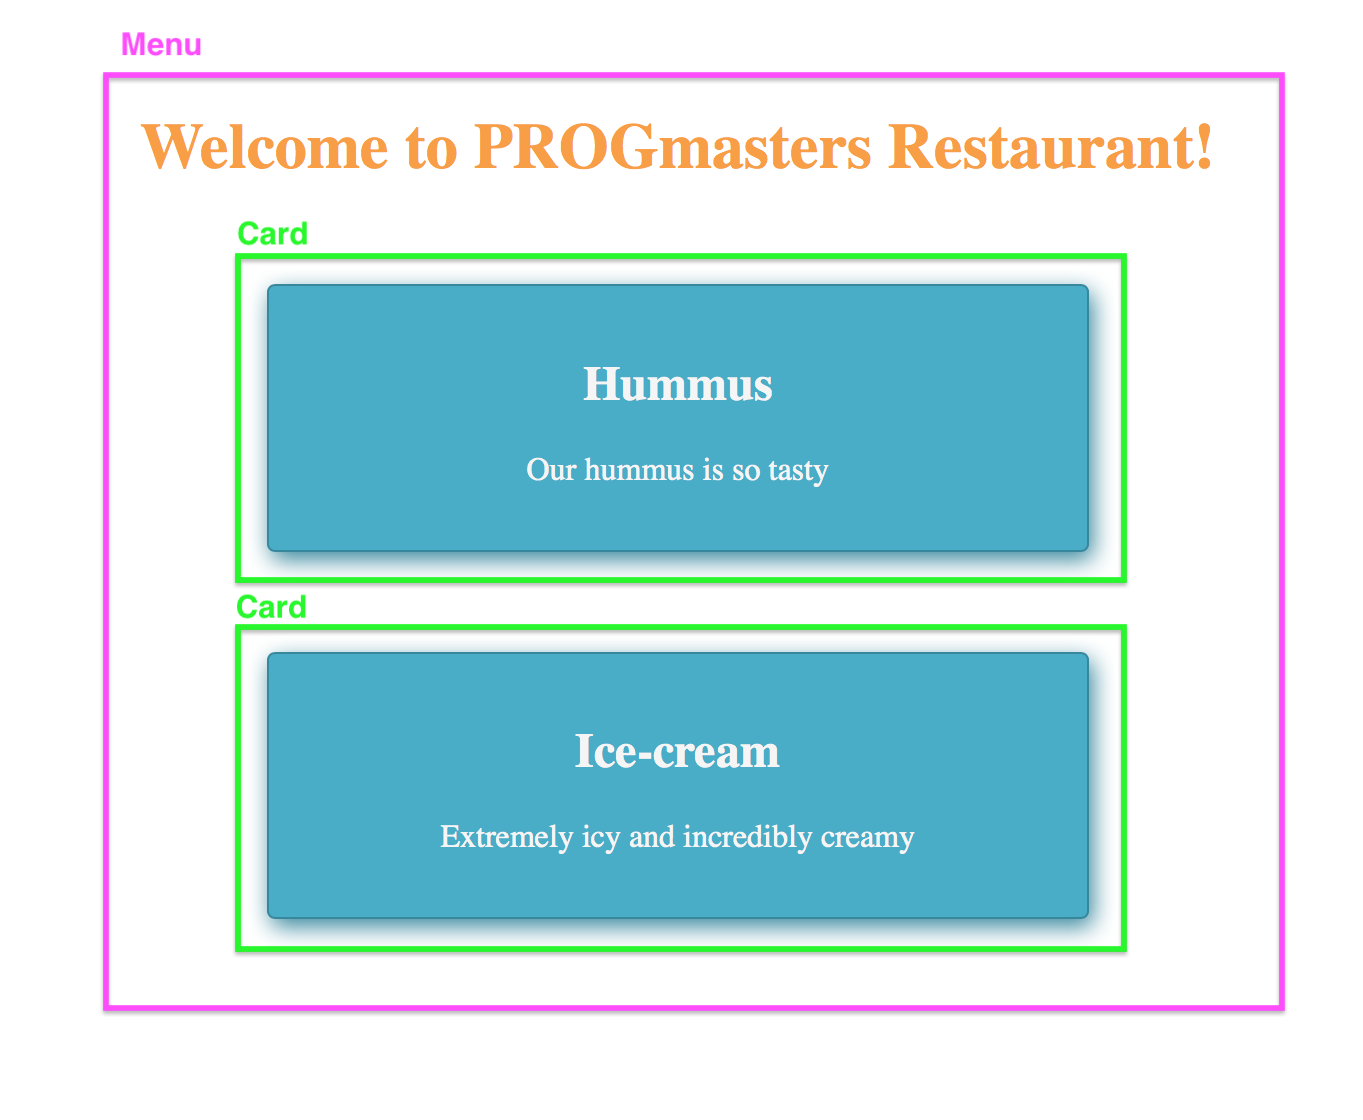 Menu
Welcome to PROGmasters Restaurant!
Card
Hummus
Our hummus is so tasty
Card
Ice-cream
Extremely icy and incredibly creamy